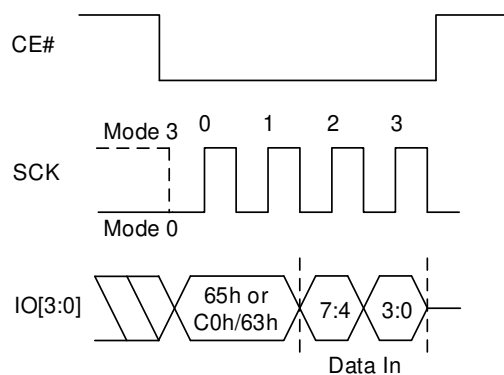 CE#
Mode 3 0 1 2 3
SCK
Mode 0
IO[3:0] 65h or 7:4 3:0
C0h/63h
Data In